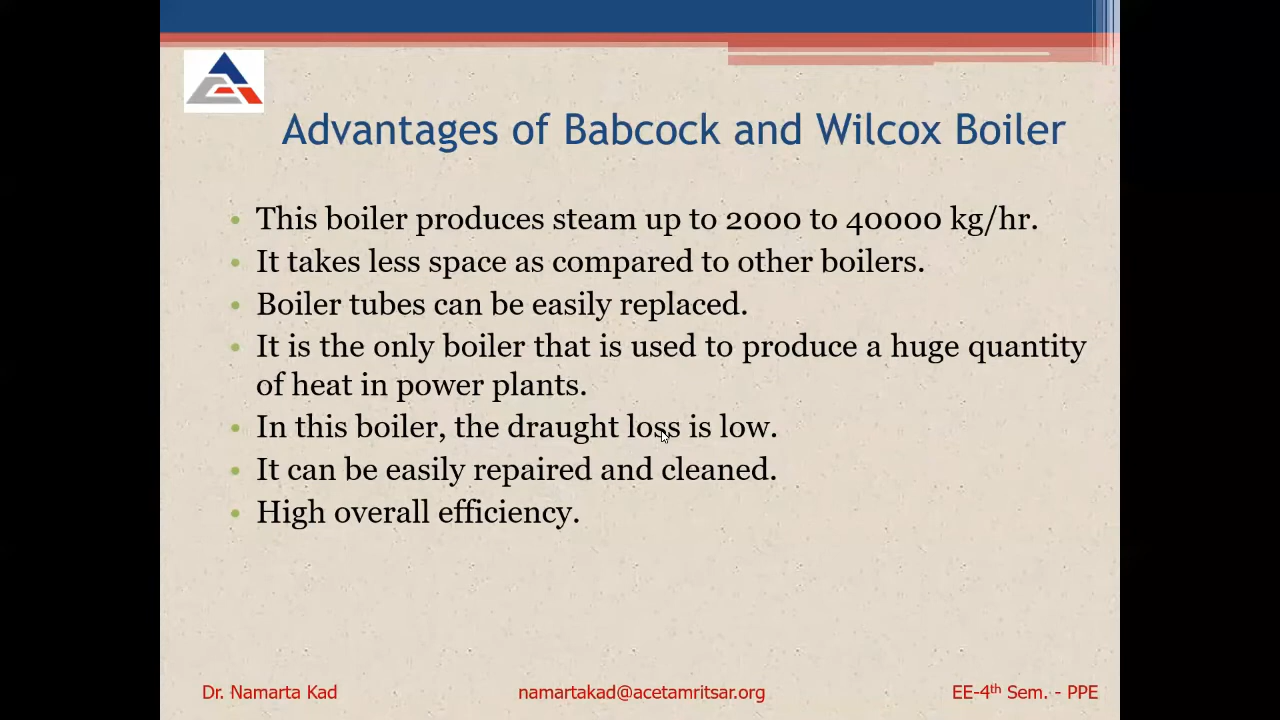 Advantages of Babcock and Wilcox Boiler
• This boiler produces steam up to 2000 to 40000 kg/hr.
• It takes less space as compared to other boilers.
• Boiler tubes can be easily replaced.
• It is the only boiler that is used to produce a huge quantity
of heat in power plants.
• In this boiler, the draught loss is low.
• It can be easily repaired and cleaned.
• High overall efficiency.
Dr. Namarta Kad namartakad@acetamritsar.org EE-4th Sem. - PPE